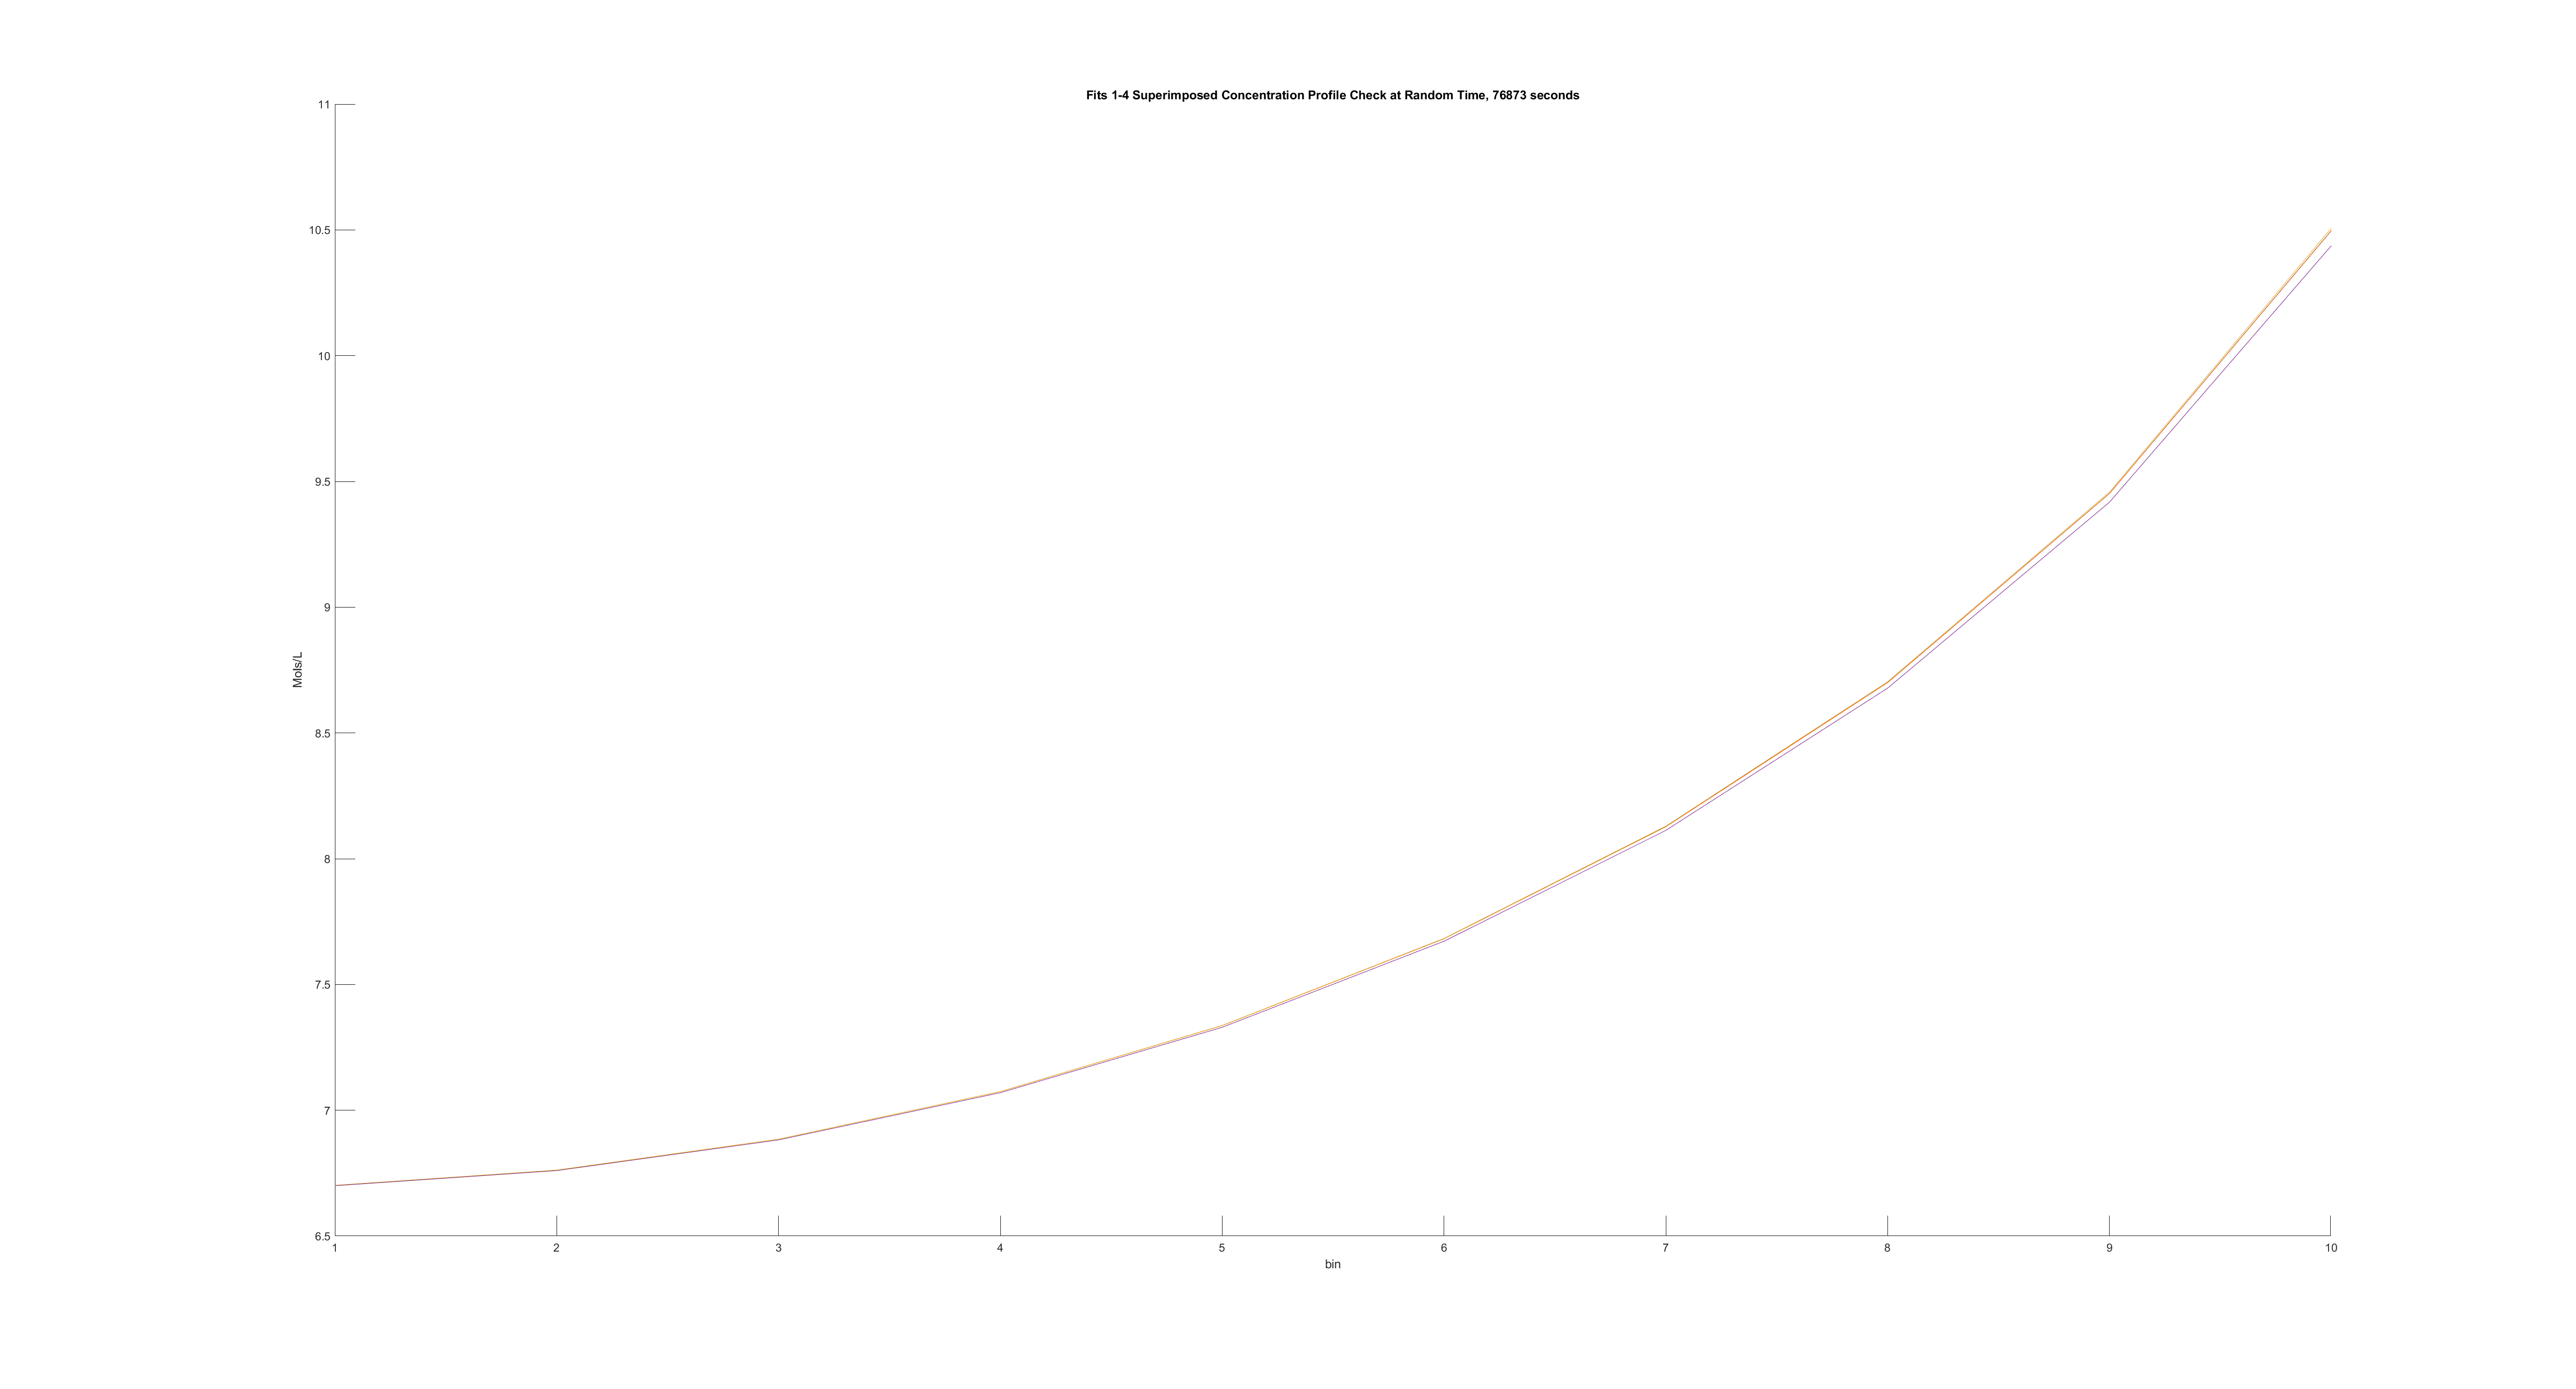 Fits 1-4 Superimposed Concentration Profile Check at Random Time, 76873 seconds
11
10.5
10
9.5
9
8.5
8
7.5
7
6.5
Mols/L
1 2 3 4 5 6 7 8 9 10
bin